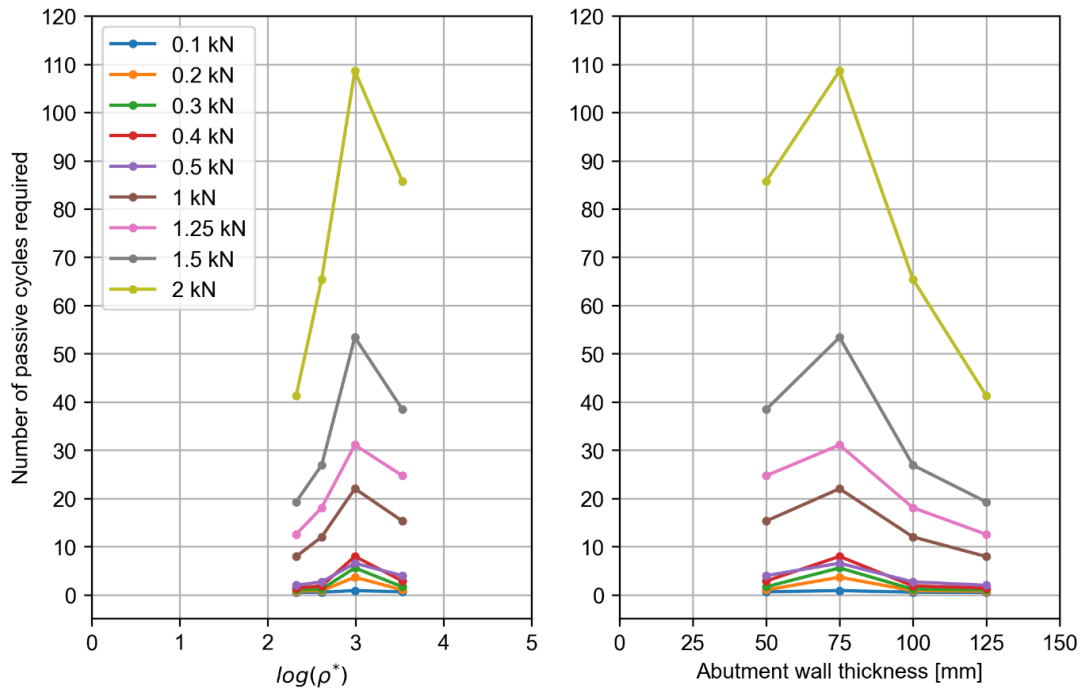 120
110
100
90
80
70
60
50
40
30
20
10
0
Number of passive cycles required
0.1 kN
0.2 kN
0.3 kN
0.4 kN
0.5 kN
1 kN
1.25 kN
1.5 kN
2 kN
0 1 2 3 4 5
log(ρ*)
120
110
100
90
80
70
60
50
40
30
20
10
0
0 25 50 75 100 125 150
Abutment wall thickness [mm]